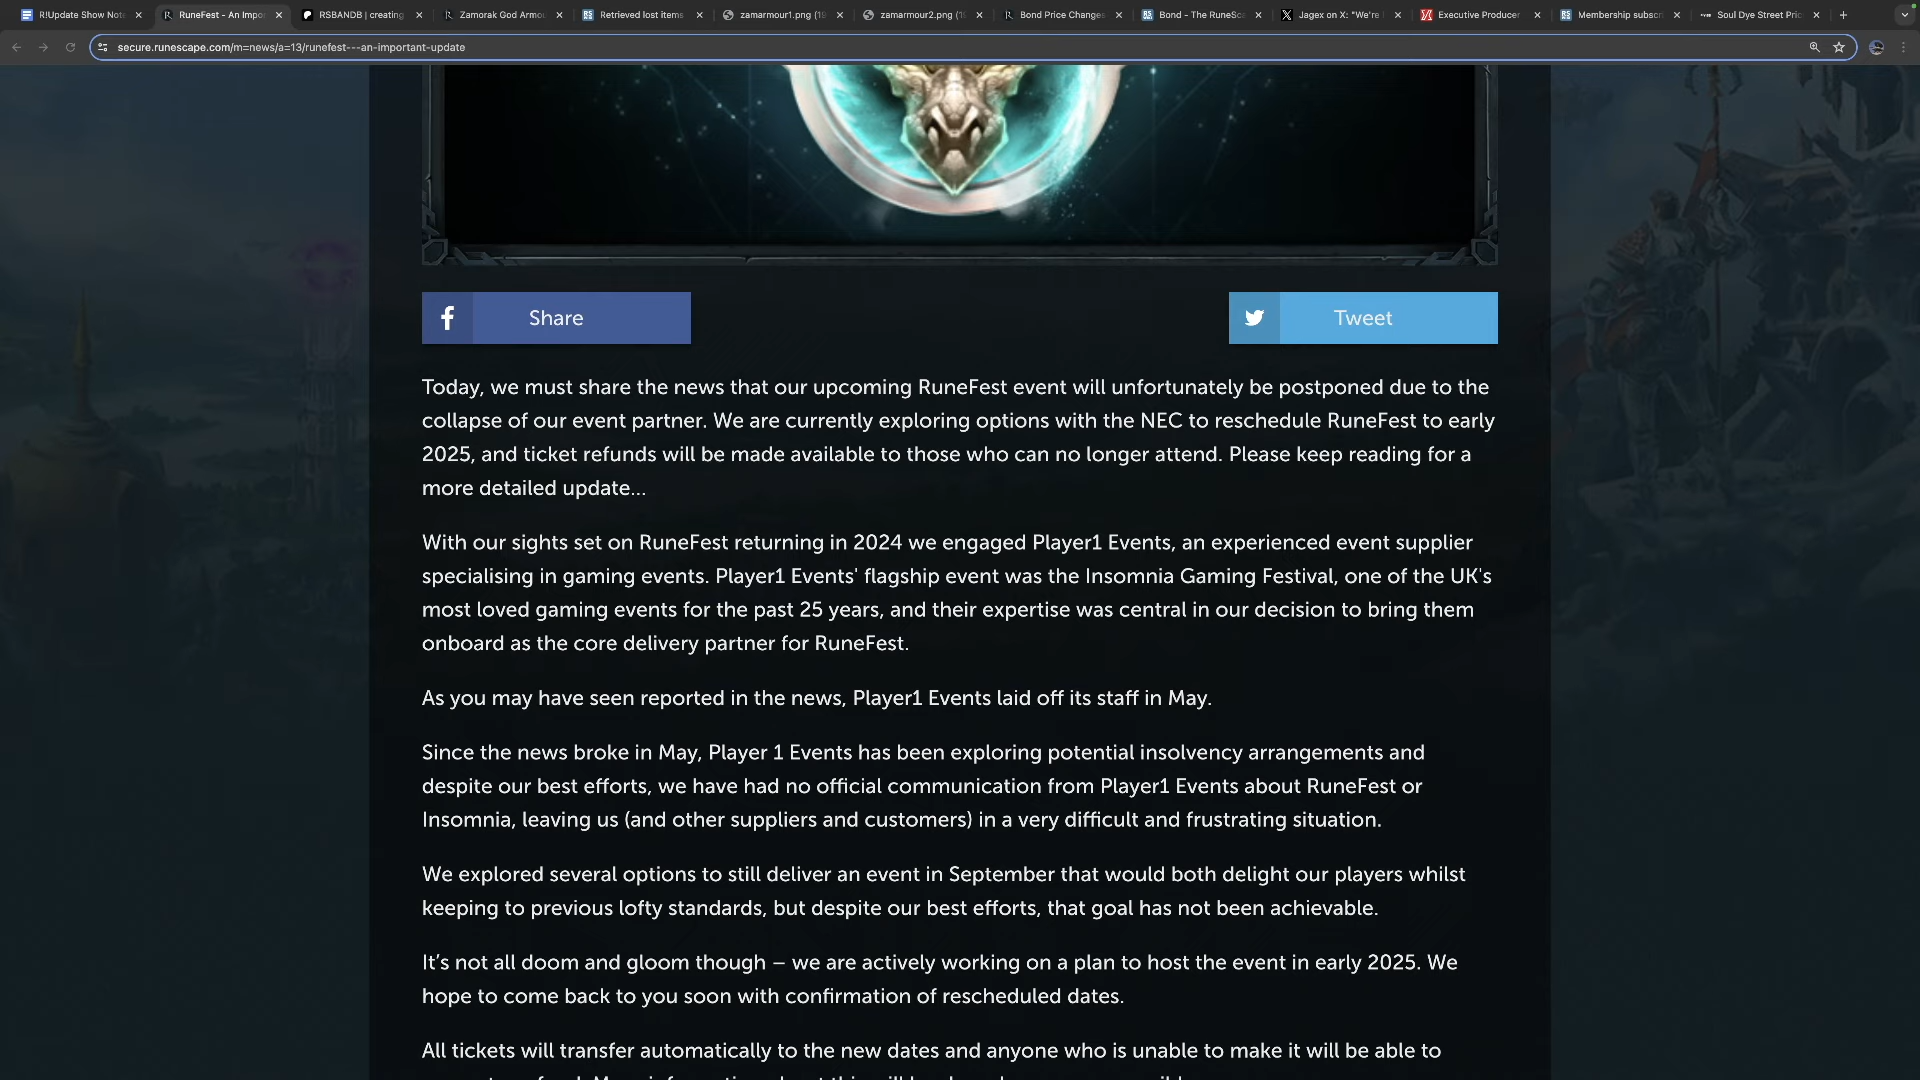 R!Update Show Not
RuneFest - An Impor
RSBANDB | creating
Zamorak God Armou
Retrieved lost items
zamarmour1.png (19
zamarmour2.png (1
Bond Price Changes
Bond - The RuneSc
Jagex on X: "We're
Executive Producer
Membership subscr
Soul Dye Street Pric
secure.runescape.com/m=news/a=13/runefest---an-important-update
Share
Tweet
Today, we must share the news that our upcoming RuneFest event will unfortunately be postponed due to the
collapse of our event partner. We are currently exploring options with the NEC to reschedule RuneFest to early
2025, and ticket refunds will be made available to those who can no longer attend. Please keep reading for a
more detailed update...
With our sights set on RuneFest returning in 2024 we engaged Player1 Events, an experienced event supplier
specialising in gaming events. Player1 Events' flagship event was the Insomnia Gaming Festival, one of the UK's
most loved gaming events for the past 25 years, and their expertise was central in our decision to bring them
onboard as the core delivery partner for RuneFest.
As you may have seen reported in the news, Player1 Events laid off its staff in May.
Since the news broke in May, Player 1 Events has been exploring potential insolvency arrangements and
despite our best efforts, we have had no official communication from Player1 Events about RuneFest or
Insomnia, leaving us (and other suppliers and customers) in a very difficult and frustrating situation.
We explored several options to still deliver an event in September that would both delight our players whilst
keeping to previous lofty standards, but despite our best efforts, that goal has not been achievable.
It's not all doom and gloom though – we are actively working on a plan to host the event in early 2025. We
hope to come back to you soon with confirmation of rescheduled dates.
All tickets will transfer automatically to the new dates and anyone who is unable to make it will be able to